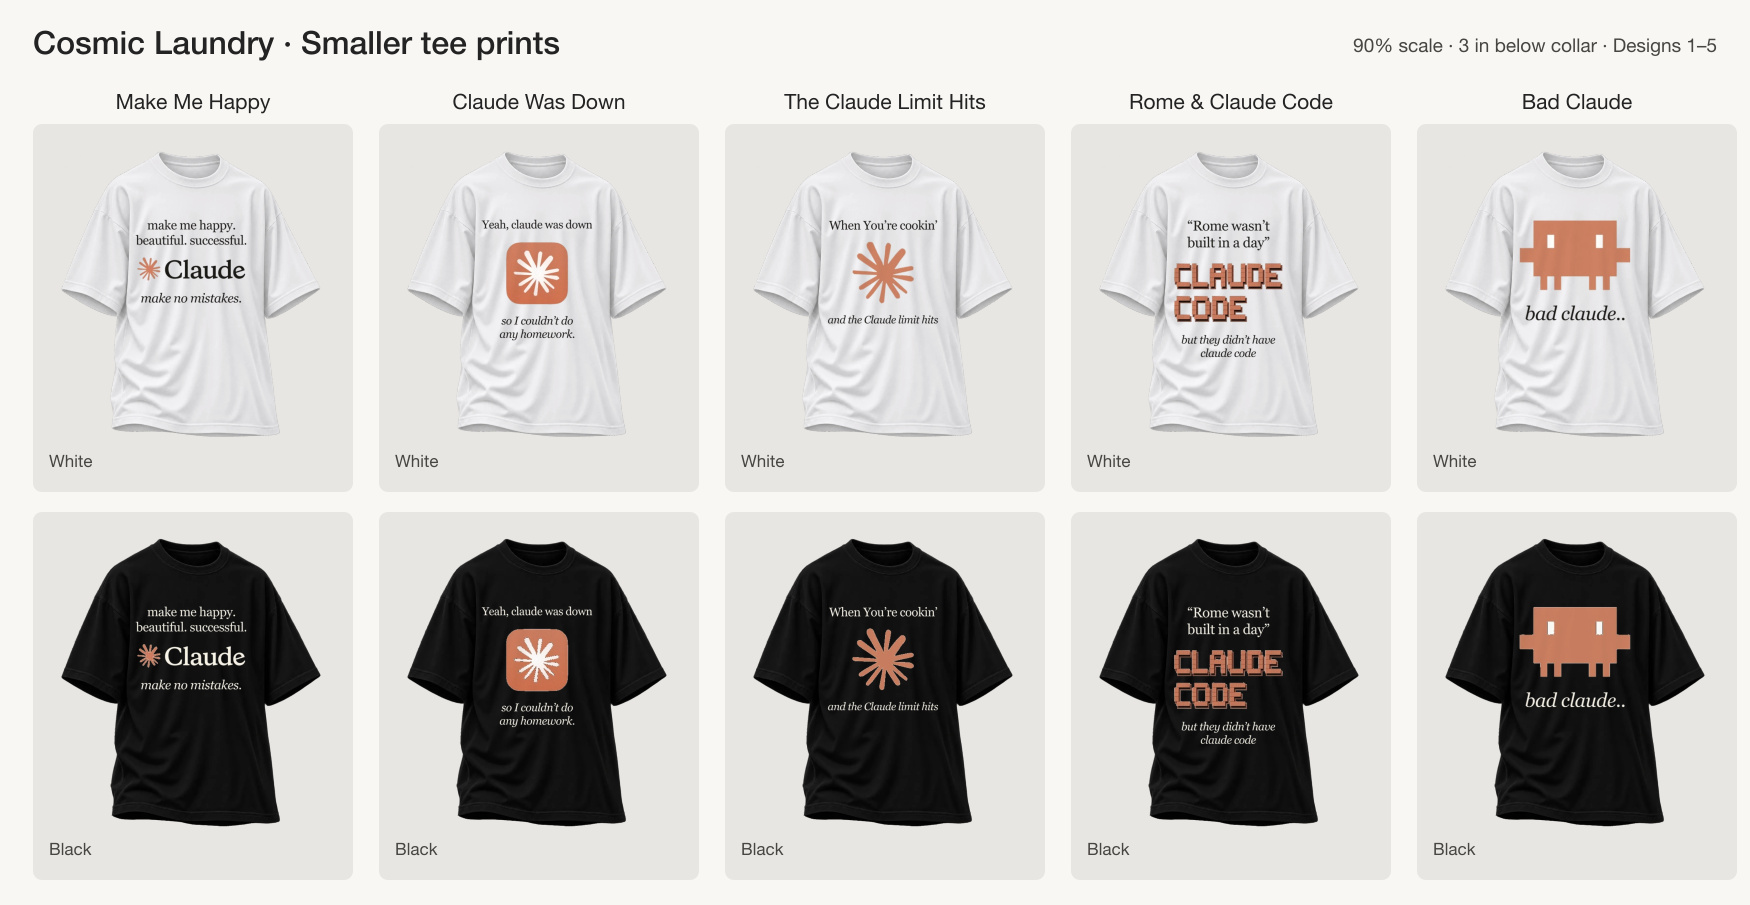 Cosmic Laundry · Smaller tee prints
90% scale · 3 in below collar · Designs 1–5
Make Me Happy
Claude Was Down
The Claude Limit Hits
Rome & Claude Code
Bad Claude
make me happy.
beautiful. successful.
Claude
make no mistakes.
White
Yeah, claude was down
so I couldn’t do
any homework.
White
When You’re cookin’
and the Claude limit hits
White
“Rome wasn’t
built in a day”
CLAUDE
CODE
but they didn’t have
claude code
White
bad claude..
White
make me happy.
beautiful. successful.
Claude
make no mistakes.
Black
Yeah, claude was down
so I couldn’t do
any homework.
Black
When You’re cookin’
and the Claude limit hits
Black
“Rome wasn’t
built in a day”
CLAUDE
CODE
but they didn’t have
claude code
Black
bad claude..
Black